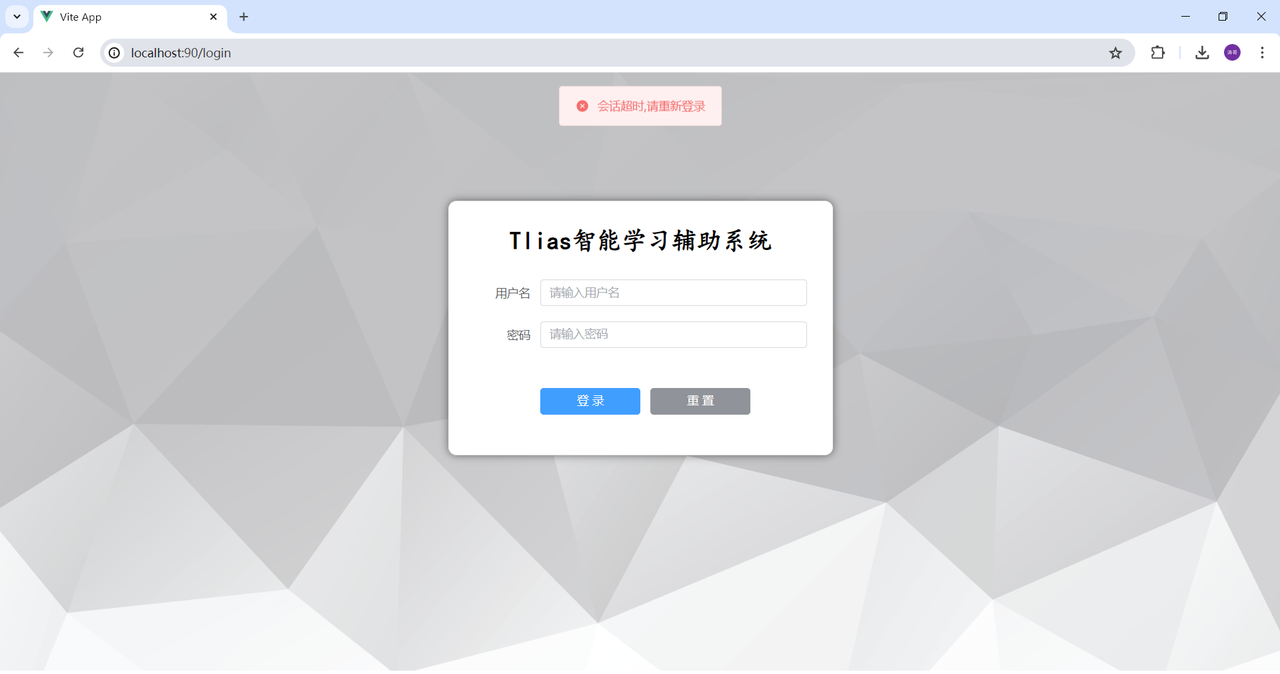 Vite App
localhost:90/login
会话超时,请重新登录
Tlias智能学习辅助系统
用户名 请输入用户名
密码 请输入密码
登 录 重 置